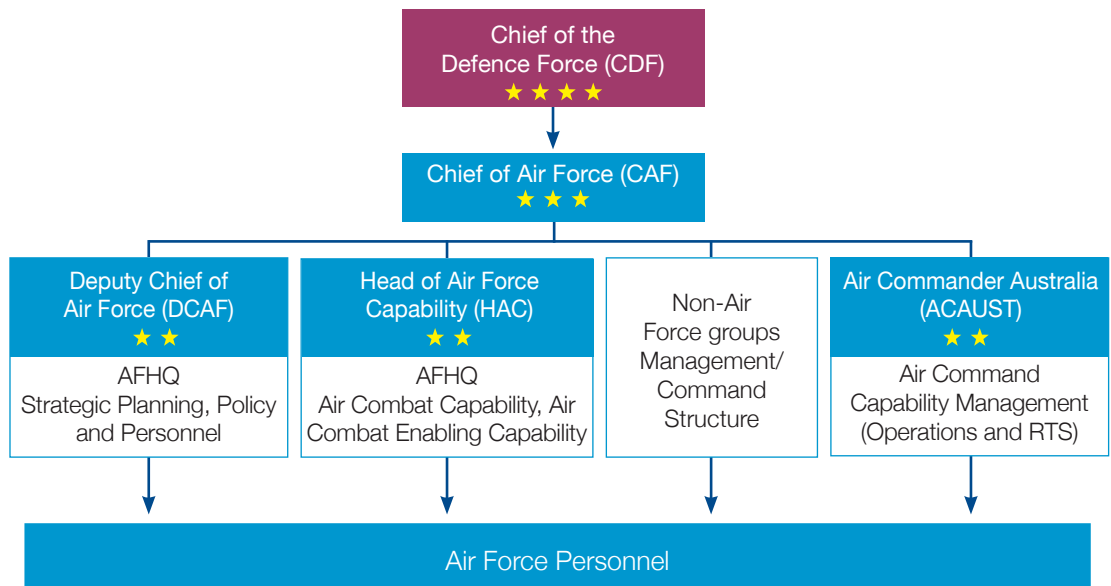 Chief of the
Defence Force (CDF)
Chief of Air Force (CAF)
Deputy Chief of
Air Force (DCAF)
AFHQ
Strategic Planning, Policy
and Personnel
Head of Air Force
Capability (HAC)
AFHQ
Air Combat Capability, Air
Combat Enabling Capability
Non-Air
Force groups
Management/
Command
Structure
Air Commander Australia
(ACAUST)
Air Command
Capability Management
(Operations and RTS)
Air Force Personnel